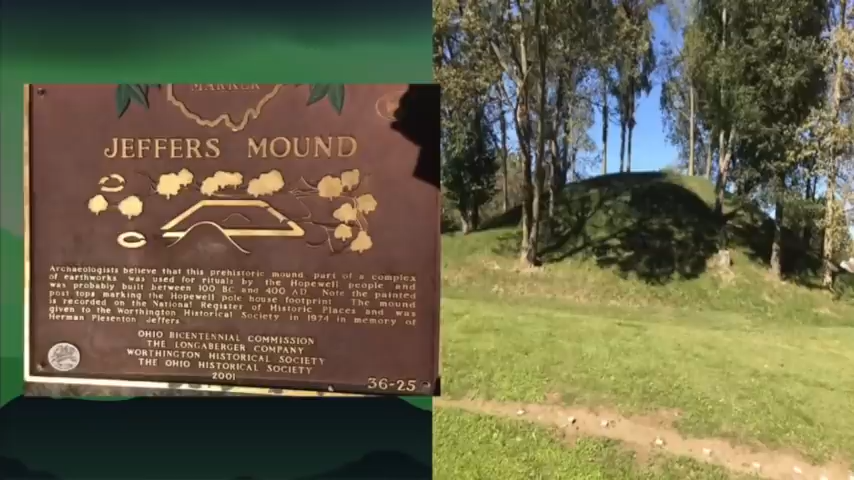 MARKER
JEFFERS MOUND
Archaeologists believe that this prehistoric mound, part of a complex
of earthworks, was used for rituals by the Hopewell people and
was probably built between 100 BC and 400 AD. Note the painted
post tops marking the Hopewell pole house footprint. The mound
is recorded on the National Register of Historic Places and was
given to the Worthington Historical Society in 1974 in memory of
Herman Plesenton Jeffers.
OHIO BICENTENNIAL COMMISSION
THE LONGABERGER COMPANY
WORTHINGTON HISTORICAL SOCIETY
THE OHIO HISTORICAL SOCIETY
2001
36-25